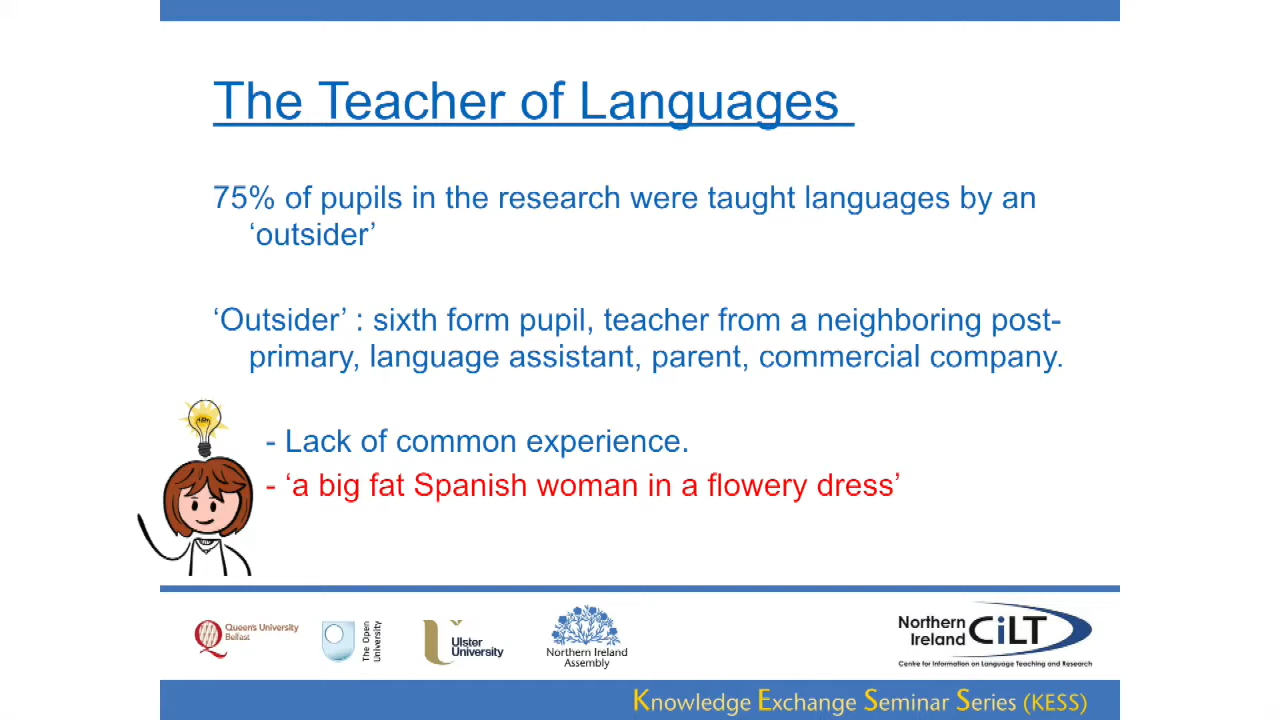 The Teacher of Languages
75% of pupils in the research were taught languages by an
‘outsider’
‘Outsider’ : sixth form pupil, teacher from a neighboring post-
primary, language assistant, parent, commercial company.
- Lack of common experience.
- ‘a big fat Spanish woman in a flowery dress’
Queen's University
Belfast
The Open
University
Ulster
University
Northern Ireland
Assembly
Northern
Ireland
CiLT
Centre for Information on Language Teaching and Research
Knowledge Exchange Seminar Series (KESS)